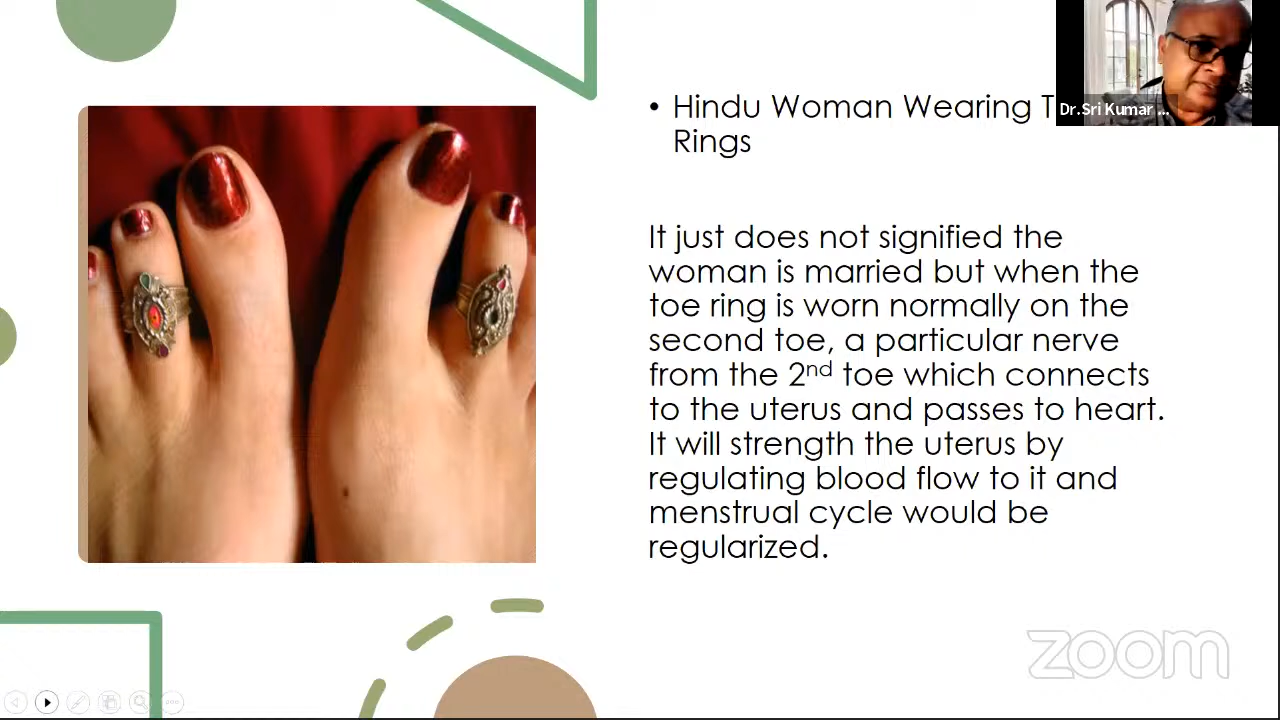 • Hindu Woman Wearing T
Rings
Dr.Sri Kumar ...
It just does not signified the
woman is married but when the
toe ring is worn normally on the
second toe, a particular nerve
from the 2nd toe which connects
to the uterus and passes to heart.
It will strength the uterus by
regulating blood flow to it and
menstrual cycle would be
regularized.
zoom